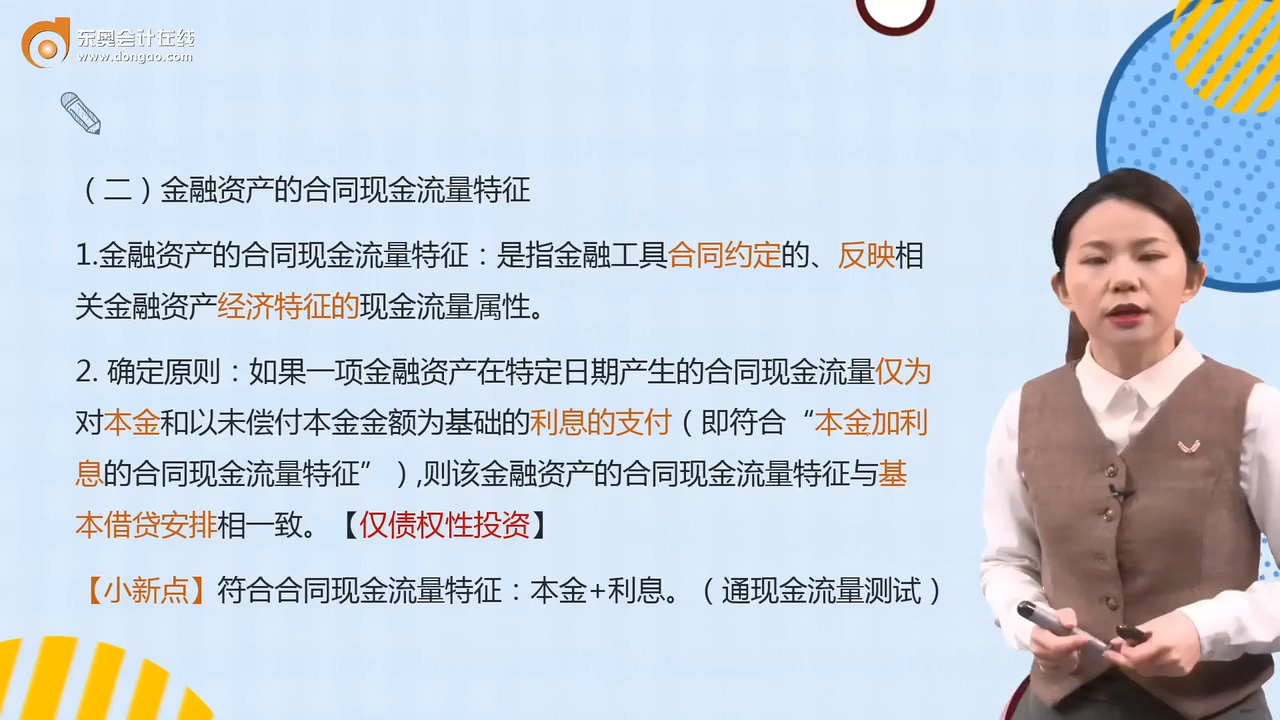 东奥会计在线
www.dongao.com
（二）金融资产的合同现金流量特征
1.金融资产的合同现金流量特征：是指金融工具合同约定的、反映相
关金融资产经济特征的现金流量属性。
2. 确定原则：如果一项金融资产在特定日期产生的合同现金流量仅为
对本金和以未偿付本金金额为基础的利息的支付（即符合“本金加利
息的合同现金流量特征”）,则该金融资产的合同现金流量特征与基
本借贷安排相一致。【仅债权性投资】
【小新点】符合合同现金流量特征：本金+利息。（通现金流量测试）